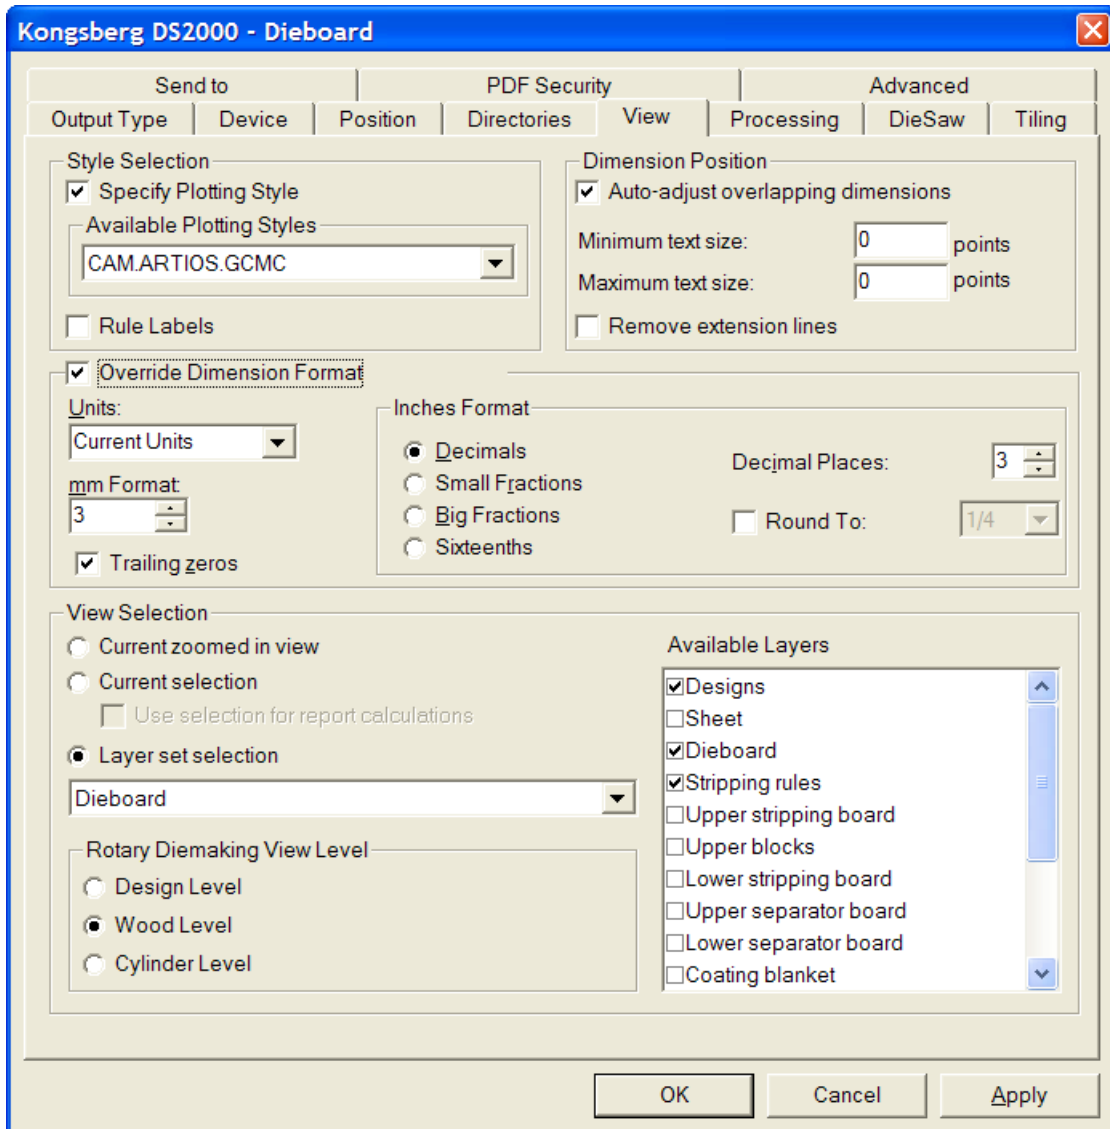 Kongsberg DS2000 - Dieboard
Send to PDF Security Advanced
Output Type Device Position Directories View Processing DieSaw Tiling
Style Selection
Specify Plotting Style
Available Plotting Styles
CAM.ARTIOS.GCMC
Rule Labels
Dimension Position
Auto-adjust overlapping dimensions
Minimum text size: 0 points
Maximum text size: 0 points
Remove extension lines
Override Dimension Format
Units:
Current Units
mm Format:
3
Trailing zeros
Inches Format
Decimals
Small Fractions
Big Fractions
Sixteenths
Decimal Places: 3
Round To: 1/4
View Selection
Current zoomed in view
Current selection
Use selection for report calculations
Layer set selection
Dieboard
Rotary Diemaking View Level
Design Level
Wood Level
Cylinder Level
Available Layers
Designs
Sheet
Dieboard
Stripping rules
Upper stripping board
Upper blocks
Lower stripping board
Upper separator board
Lower separator board
Coating blanket
OK Cancel Apply